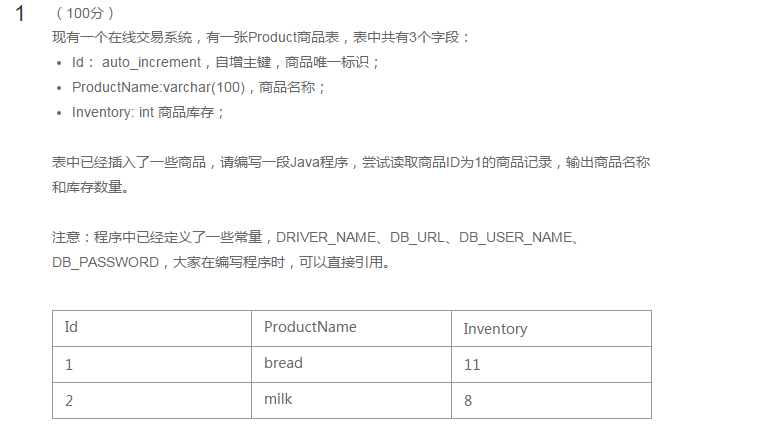 1
（100分）
现有一个在线交易系统，有一张Product商品表，表中共有3个字段：
• Id： auto_increment，自增主键，商品唯一标识；
• ProductName:varchar(100)，商品名称；
• Inventory: int 商品库存；
表中已经插入了一些商品，请编写一段Java程序，尝试读取商品ID为1的商品记录，输出商品名称
和库存数量。
注意：程序中已经定义了一些常量，DRIVER_NAME、DB_URL、DB_USER_NAME、
DB_PASSWORD，大家在编写程序时，可以直接引用。
Id ProductName Inventory
1 bread 11
2 milk 8